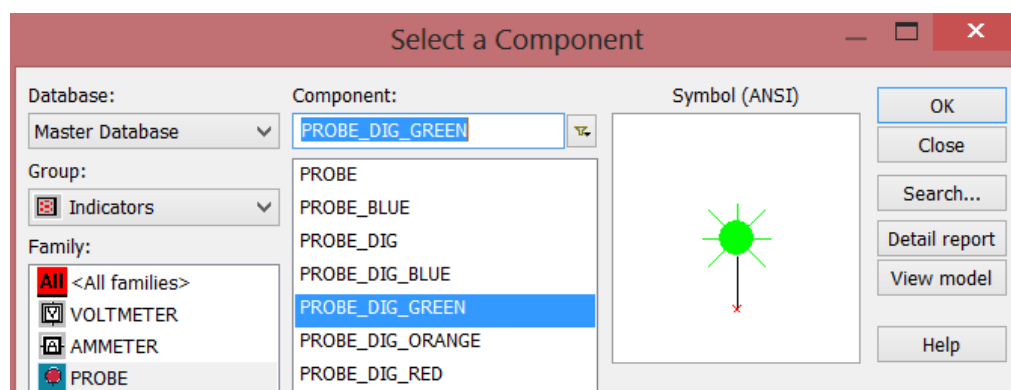 Select a Component
Database:
Master Database
Group:
Indicators
Family:
All <All families>
V VOLTMETER
A AMMETER
PROBE
Component:
PROBE_DIG_GREEN
PROBE
PROBE_BLUE
PROBE_DIG
PROBE_DIG_BLUE
PROBE_DIG_GREEN
PROBE_DIG_ORANGE
PROBE_DIG_RED
Symbol (ANSI)
OK
Close
Search...
Detail report
View model
Help